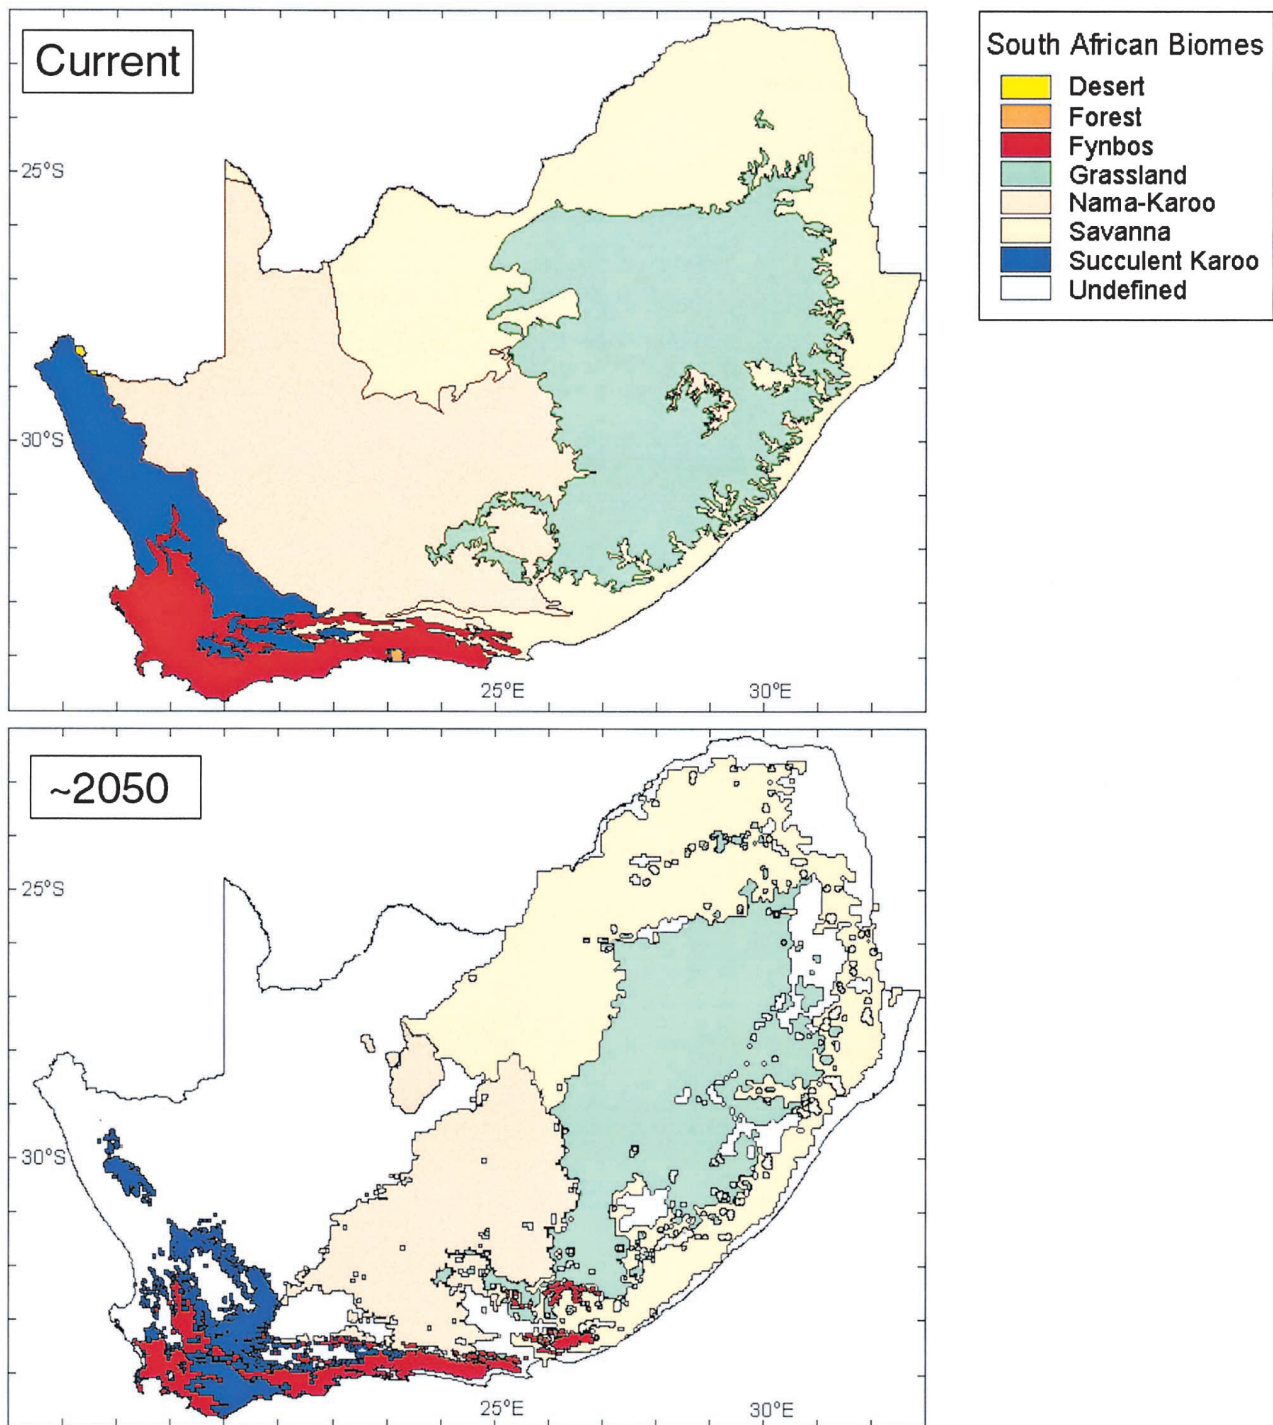 Current
25°S
30°S
25°E 30°E
South African Biomes
Desert
Forest
Fynbos
Grassland
Nama-Karoo
Savanna
Succulent Karoo
Undefined
~2050
25°S
30°S
25°E 30°E